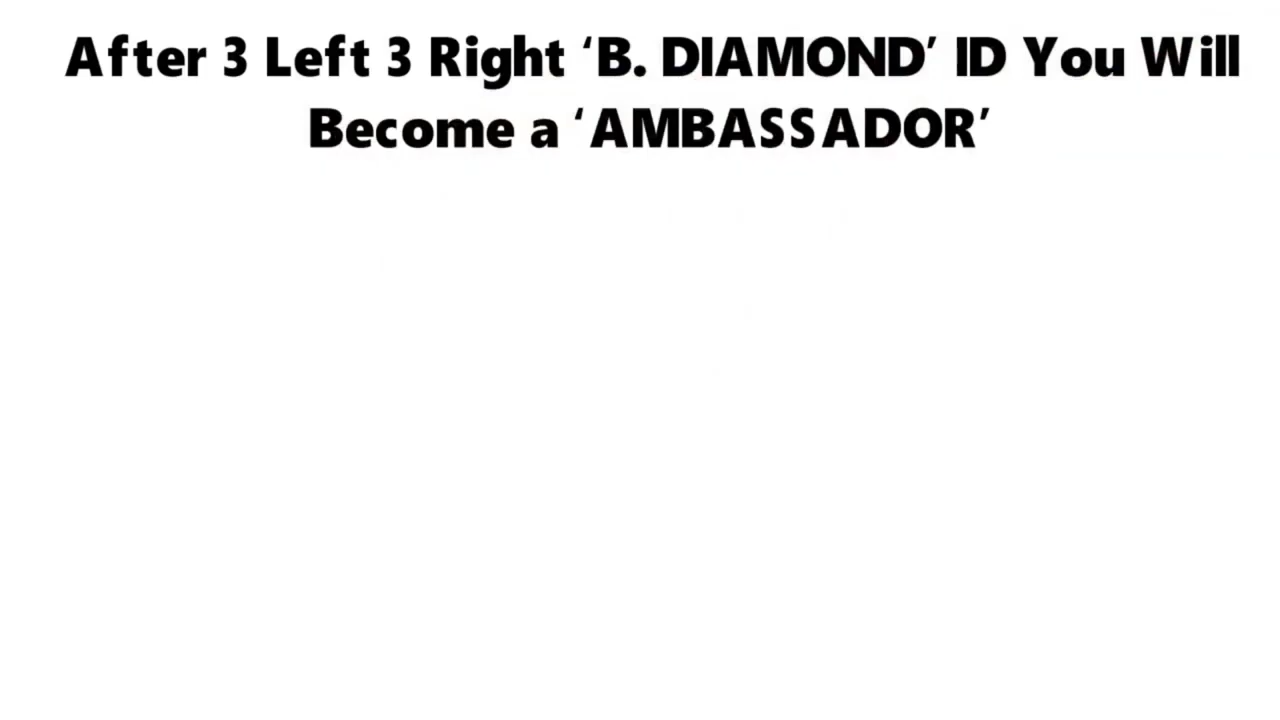 After 3 Left 3 Right ‘B. DIAMOND’ ID You Will
Become a ‘AMBASSADOR’